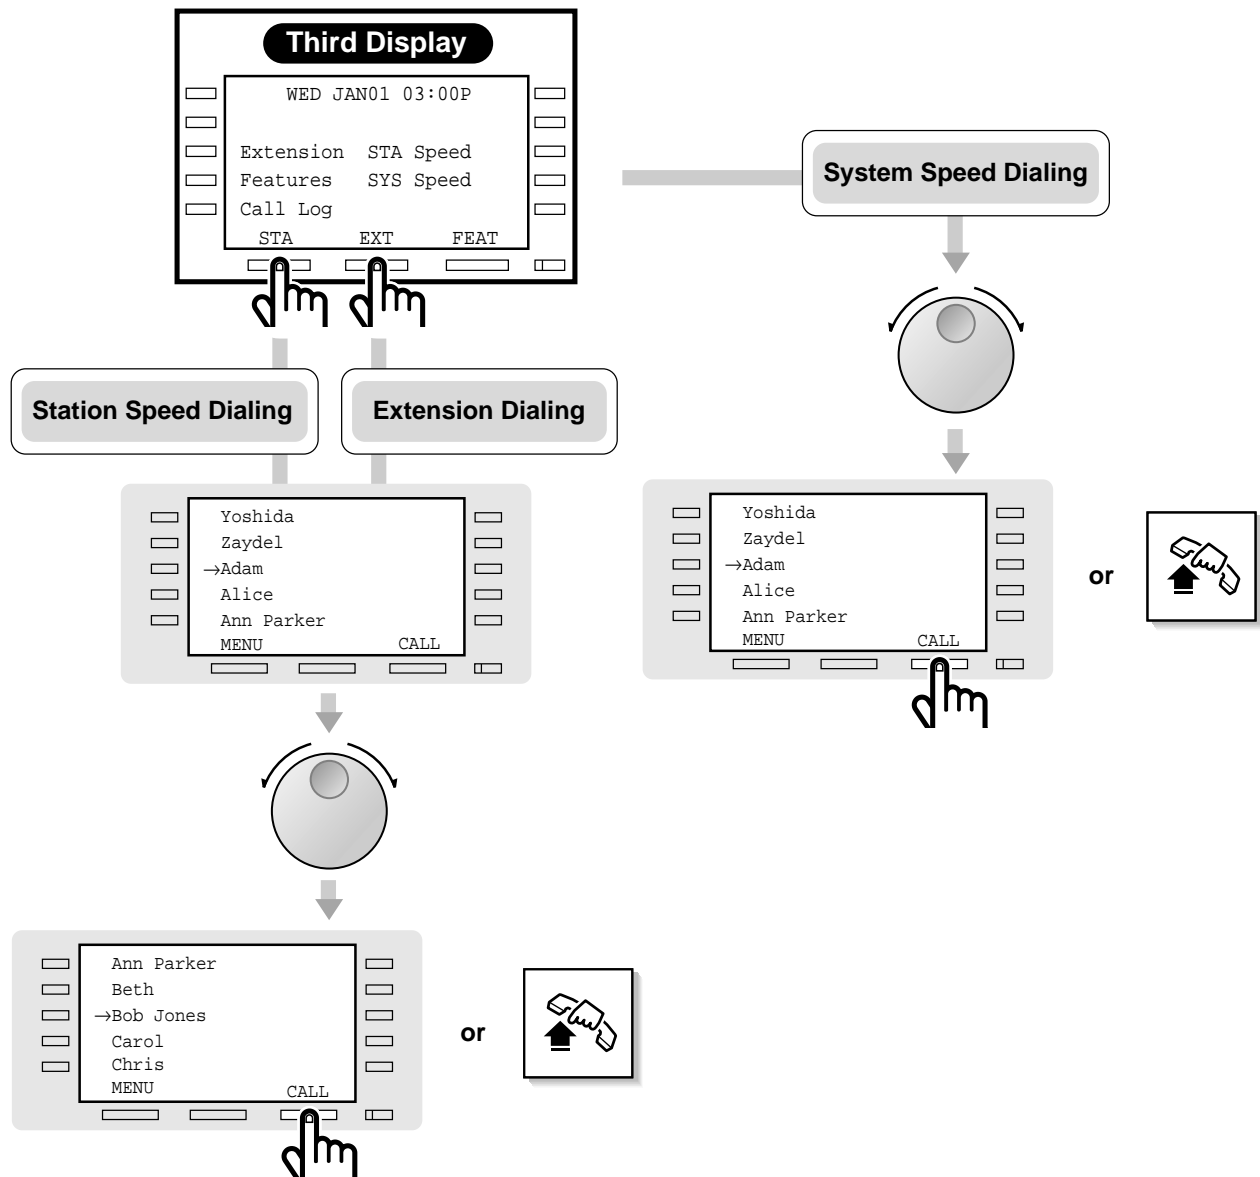 Third Display
WED JAN01 03:00P
Extension STA Speed
Features SYS Speed
Call Log
STA EXT FEAT
System Speed Dialing
Station Speed Dialing
Extension Dialing
Yoshida
Zaydel
→Adam
Alice
Ann Parker
MENU CALL
Yoshida
Zaydel
→Adam
Alice
Ann Parker
MENU CALL
or
Ann Parker
Beth
→Bob Jones
Carol
Chris
MENU CALL
or